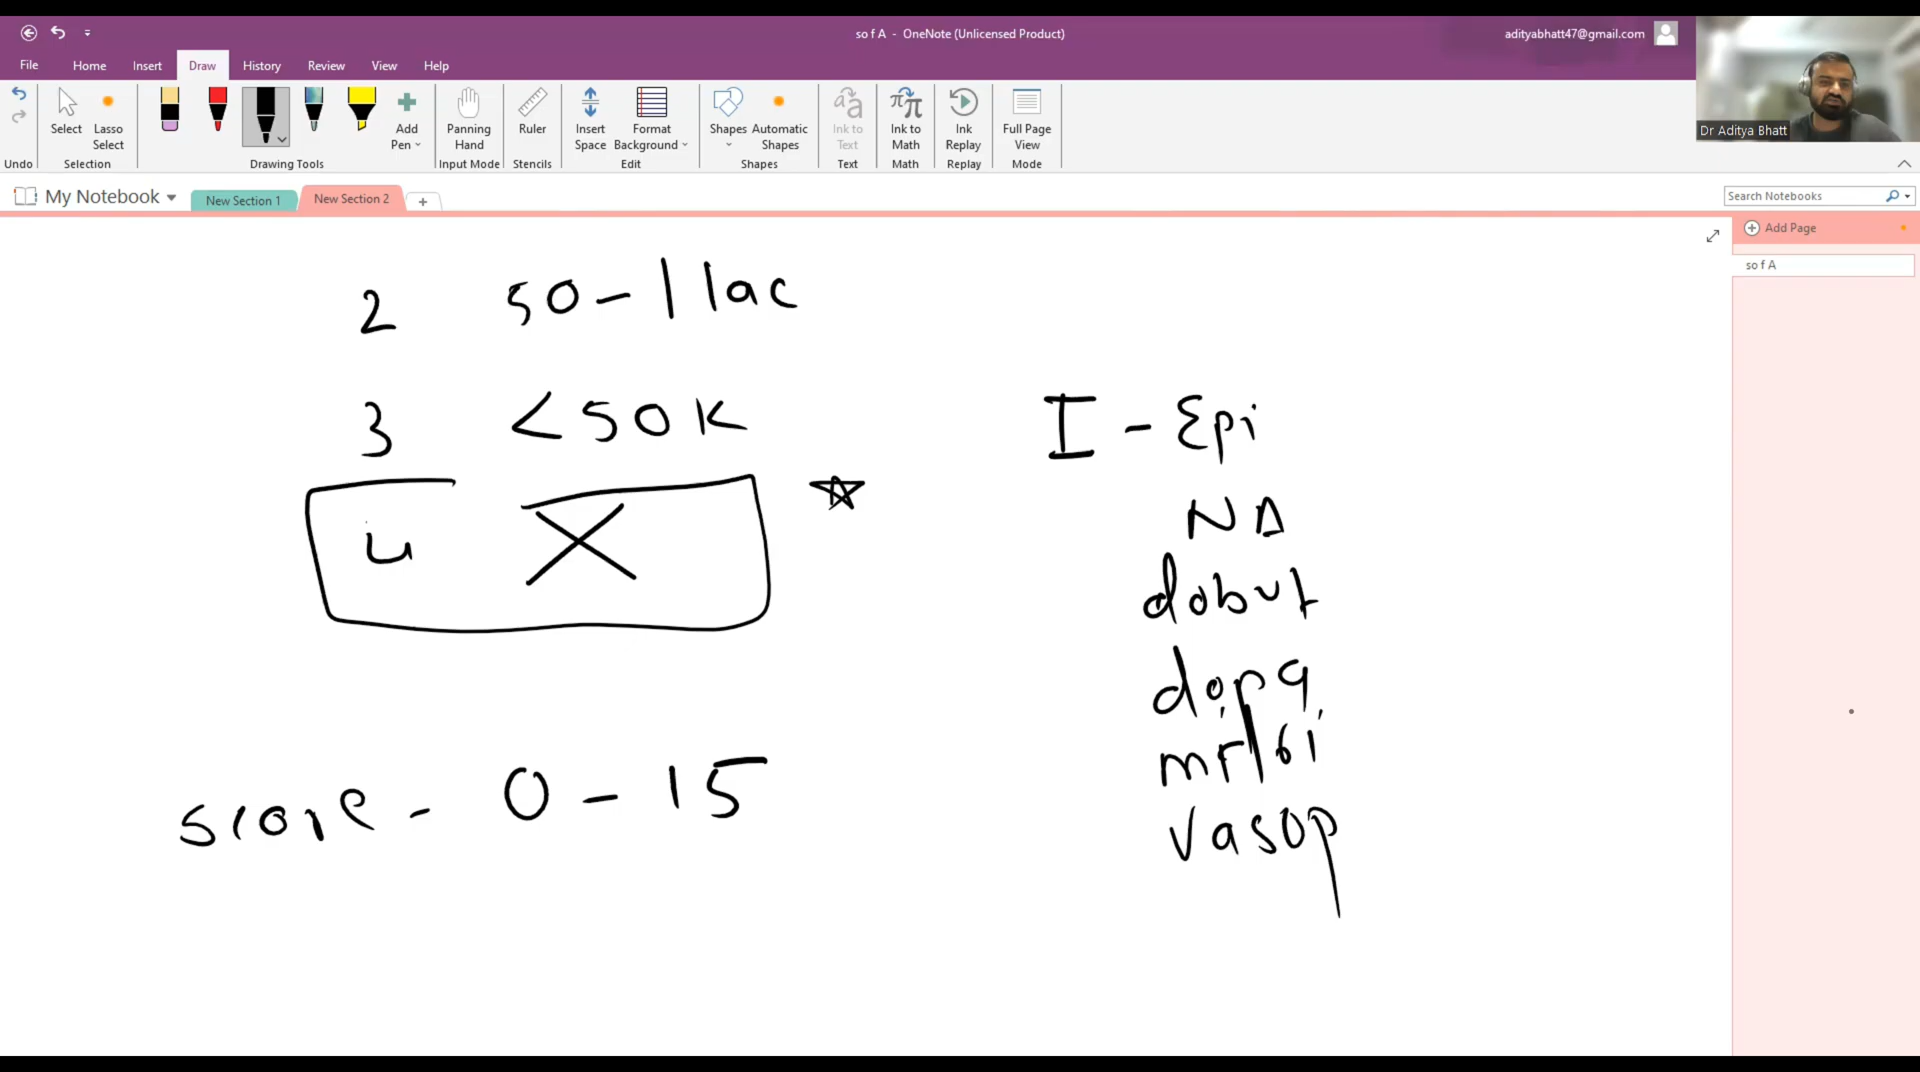 so f A - OneNote (Unlicensed Product)
adityabhatt47@gmail.com
File Home Insert Draw History Review View Help
Undo
Select
Lasso Select
Selection
Drawing Tools
Add Pen
Panning Hand
Input Mode
Ruler
Stencils
Insert Space
Format Background
Edit
Shapes
Automatic Shapes
Shapes
Ink to Text
Text
Ink to Math
Math
Ink Replay
Replay
Full Page View
Mode
Dr Aditya Bhatt
My Notebook
New Section 1
New Section 2
Search Notebooks
Add Page
so f A
2 50 - 1 lac
3 <50K
4 X
score - 0 - 15
I - Epi
NA
dobut
dopa
vasop